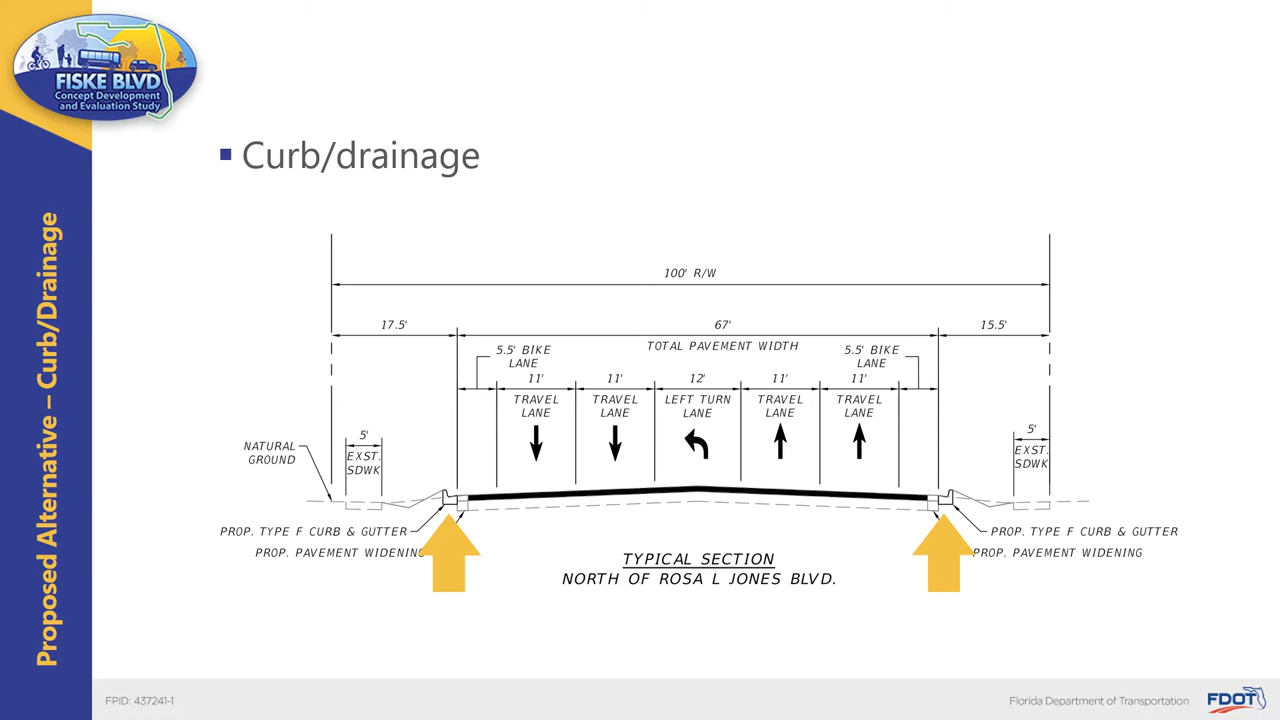 FISKE BLVD
Concept Development
and Evaluation Study
Proposed Alternative – Curb/Drainage
▪ Curb/drainage
100' R/W
17.5'
67'
15.5'
TOTAL PAVEMENT WIDTH
5.5' BIKE
LANE
5.5' BIKE
LANE
11'
11'
12'
11'
11'
TRAVEL
LANE
TRAVEL
LANE
LEFT TURN
LANE
TRAVEL
LANE
TRAVEL
LANE
NATURAL
GROUND
5'
EXST.
SDWK
5'
EXST.
SDWK
PROP. TYPE F CURB & GUTTER
PROP. PAVEMENT WIDENING
PROP. TYPE F CURB & GUTTER
PROP. PAVEMENT WIDENING
TYPICAL SECTION
NORTH OF ROSA L JONES BLVD.
FPID: 437241-1
Florida Department of Transportation
FDOT